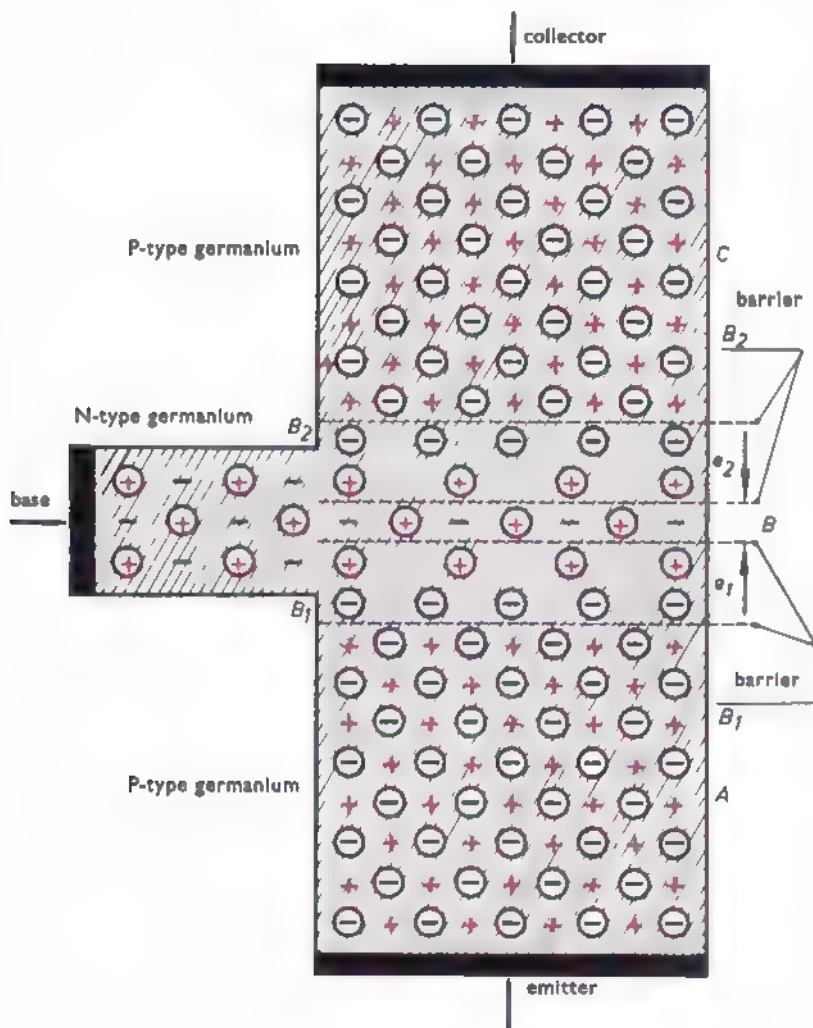 collector
P-type germanium
C
barrier
B2
N-type germanium
B2
e2
base
B
e1
B1
barrier
B1
P-type germanium
A
emitter